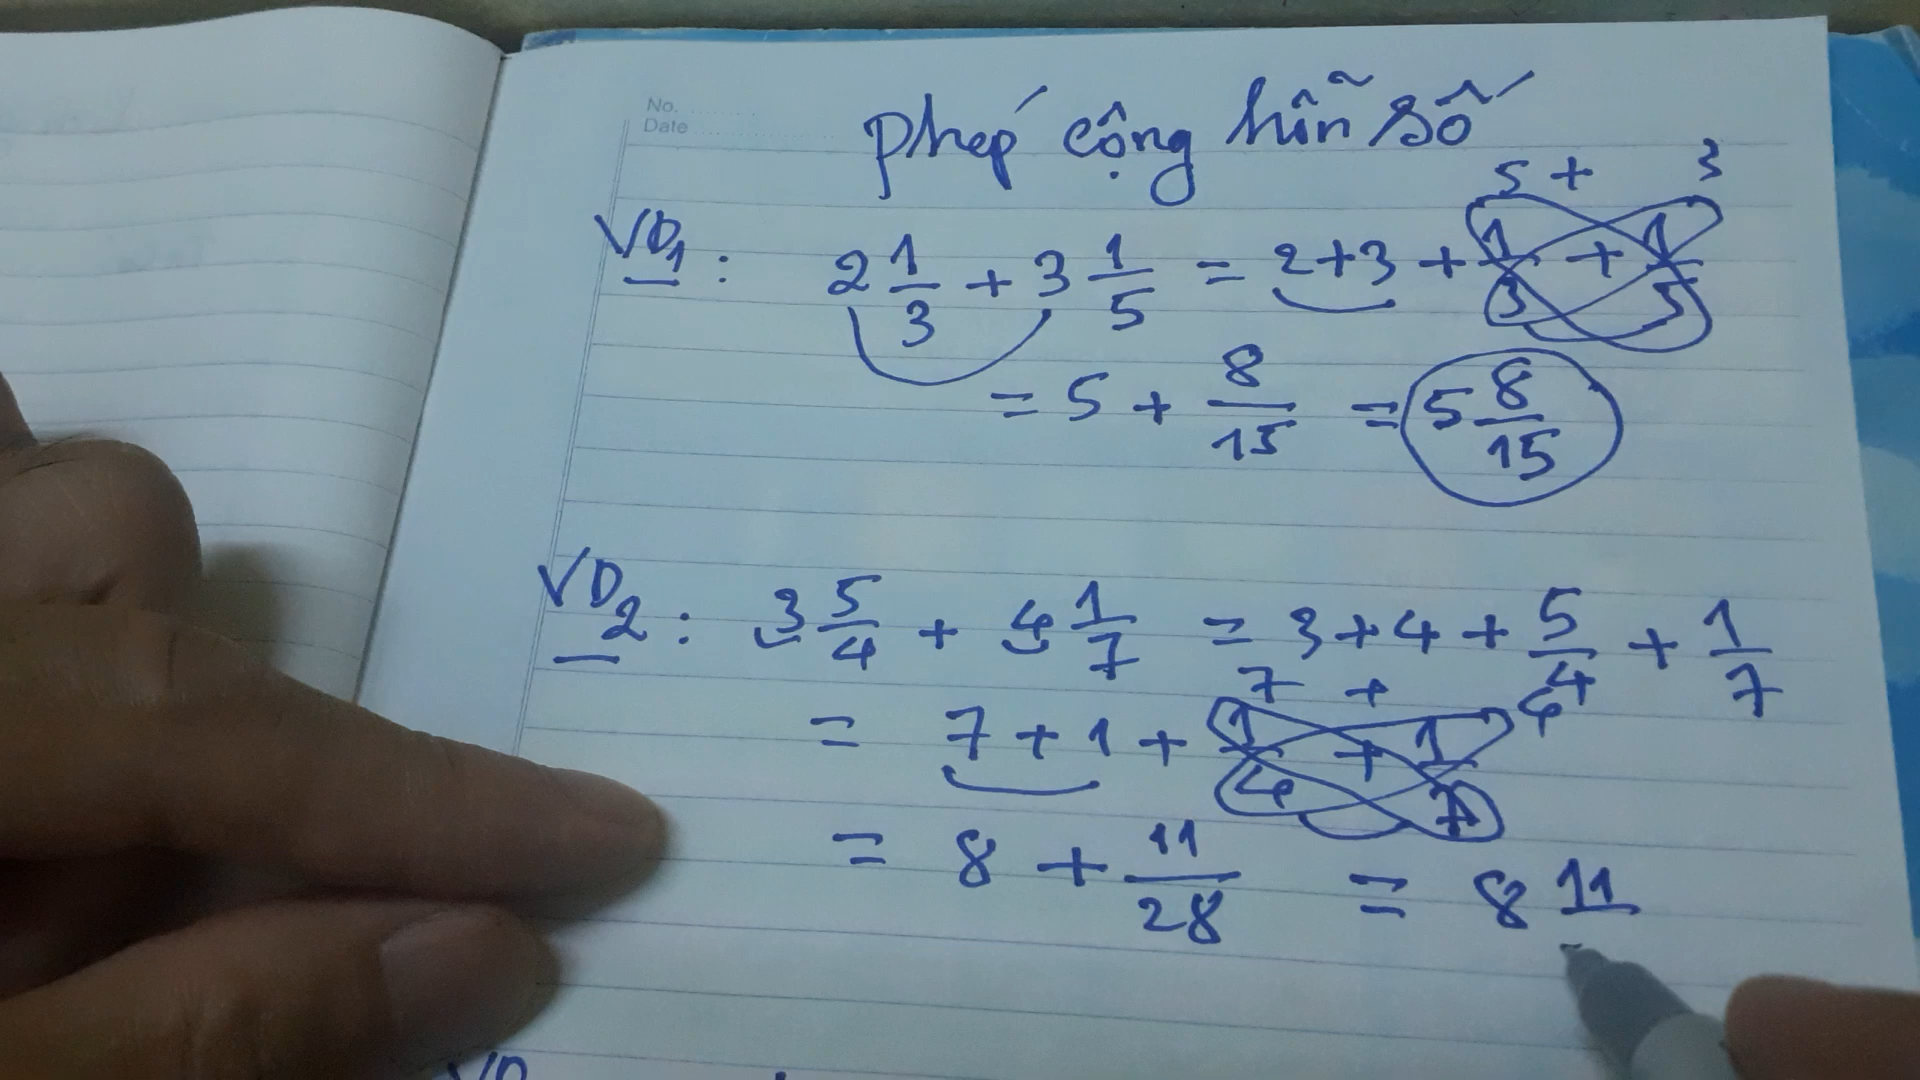 No.
Date
phép cộng hỗn số
5 + 3
VD1 : 2 1/3 + 3 1/5 = 2+3 + 1/3 + 1/5
= 5 + 8/15 = 5 8/15
VD2 : 3 5/4 + 4 1/7 = 3+4 + 5/4 + 1/7
7 + 4
= 7 + 1 + 1/4 + 1/7
= 8 + 11/28 = 8 11/
VD